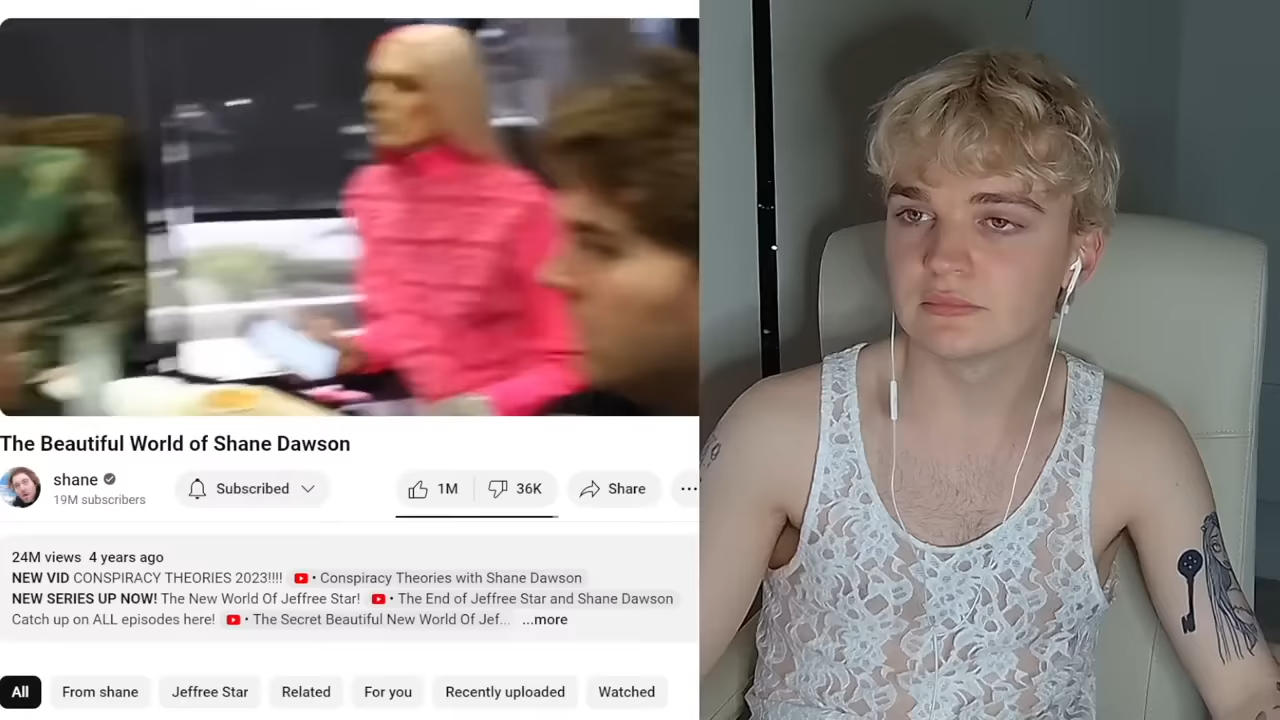 The Beautiful World of Shane Dawson
shane
19M subscribers
Subscribed
1M
36K
Share
...
24M views 4 years ago
NEW VID CONSPIRACY THEORIES 2023!!!! • Conspiracy Theories with Shane Dawson
NEW SERIES UP NOW! The New World Of Jeffree Star! • The End of Jeffree Star and Shane Dawson
Catch up on ALL episodes here! • The Secret Beautiful New World Of Jef... ...more
All From shane Jeffree Star Related For you Recently uploaded Watched